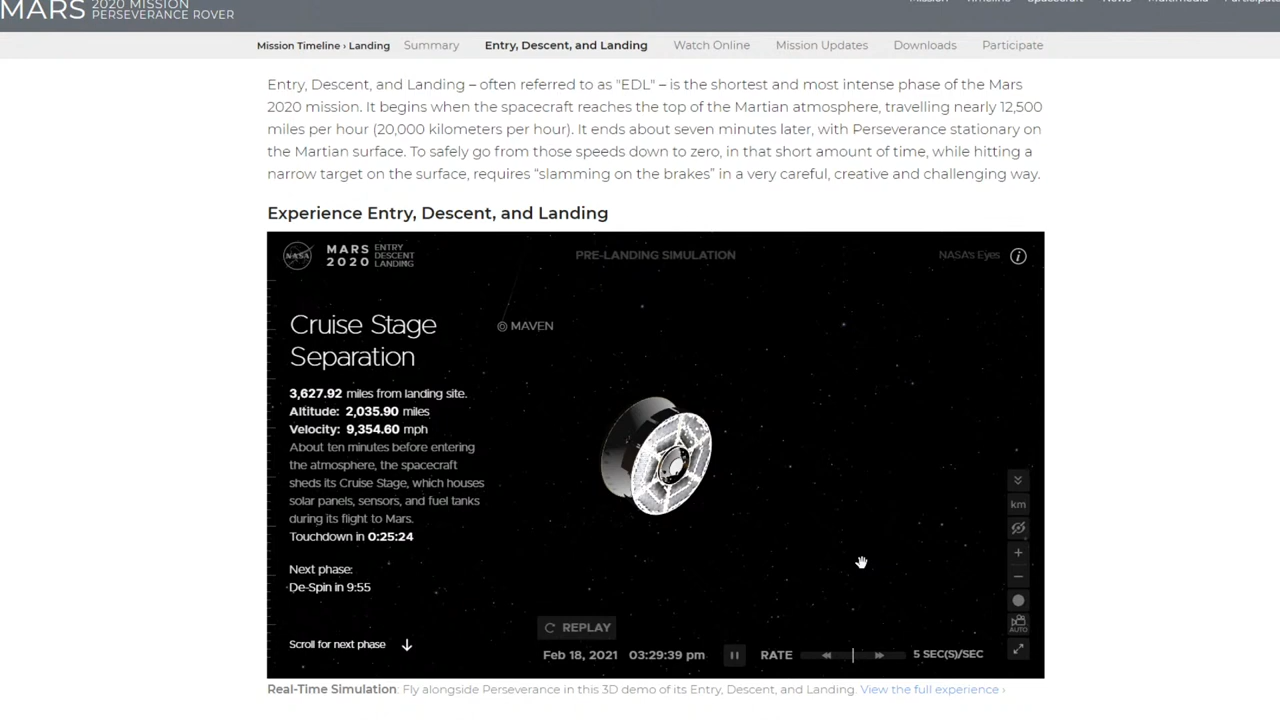 MARS 2020 MISSION
PERSEVERANCE ROVER
Mission Timeline Spacecraft News Multimedia Participate
Mission Timeline › Landing Summary Entry, Descent, and Landing Watch Online Mission Updates Downloads Participate
Entry, Descent, and Landing – often referred to as "EDL" – is the shortest and most intense phase of the Mars
2020 mission. It begins when the spacecraft reaches the top of the Martian atmosphere, travelling nearly 12,500
miles per hour (20,000 kilometers per hour). It ends about seven minutes later, with Perseverance stationary on
the Martian surface. To safely go from those speeds down to zero, in that short amount of time, while hitting a
narrow target on the surface, requires “slamming on the brakes” in a very careful, creative and challenging way.
Experience Entry, Descent, and Landing
NASA
MARS 2020
ENTRY
DESCENT
LANDING
PRE-LANDING SIMULATION
NASA's Eyes
Cruise Stage
Separation
MAVEN
3,627.92 miles from landing site.
Altitude: 2,035.90 miles
Velocity: 9,354.60 mph
About ten minutes before entering
the atmosphere, the spacecraft
sheds its Cruise Stage, which houses
solar panels, sensors, and fuel tanks
during its flight to Mars.
Touchdown in 0:25:24
Next phase:
De-Spin in 9:55
Scroll for next phase
km
AUTO
REPLAY
Feb 18, 2021 03:29:39 pm RATE 5 SEC(S)/SEC
Real-Time Simulation: Fly alongside Perseverance in this 3D demo of its Entry, Descent, and Landing. View the full experience ›